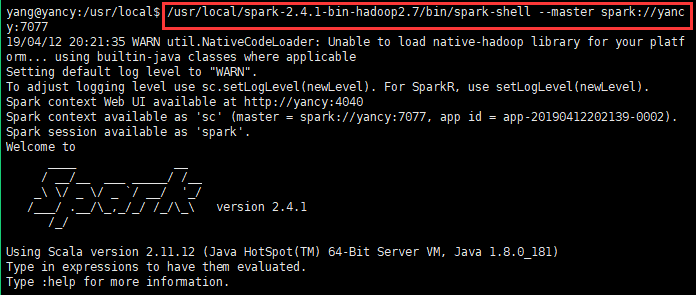 yang@yancy:/usr/local$ /usr/local/spark-2.4.1-bin-hadoop2.7/bin/spark-shell --master spark://yanc
y:7077
19/04/12 20:21:35 WARN util.NativeCodeLoader: Unable to load native-hadoop library for your platf
orm... using builtin-java classes where applicable
Setting default log level to "WARN".
To adjust logging level use sc.setLogLevel(newLevel). For SparkR, use setLogLevel(newLevel).
Spark context Web UI available at http://yancy:4040
Spark context available as 'sc' (master = spark://yancy:7077, app id = app-20190412202139-0002).
Spark session available as 'spark'.
Welcome to
      ____              __
     / __/__  ___ _____/ /__
    _\ \/ _ \/ _ `/ __/  '_/
   /___/ .__/\_,_/_/ /_/\_\   version 2.4.1
      /_/
Using Scala version 2.11.12 (Java HotSpot(TM) 64-Bit Server VM, Java 1.8.0_181)
Type in expressions to have them evaluated.
Type :help for more information.